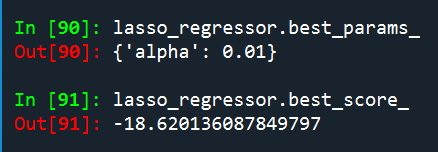 In [90]: lasso_regressor.best_params_
Out[90]: {'alpha': 0.01}
In [91]: lasso_regressor.best_score_
Out[91]: -18.620136087849797